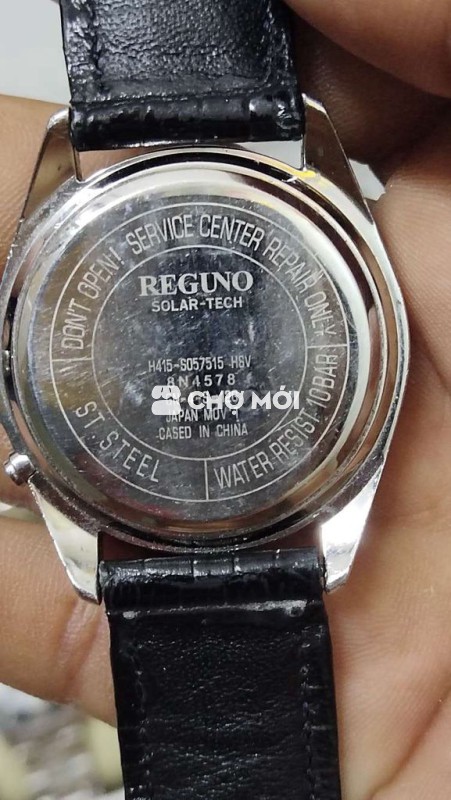 DON'T OPEN! SERVICE CENTER REPAIR ONLY
REGUNO
SOLAR-TECH
H415-S057515 HSV
8N4578
CHỢ MỚI
JAPAN MOV'T
CASED IN CHINA
ST. STEEL
WATER RESIST. 10BAR